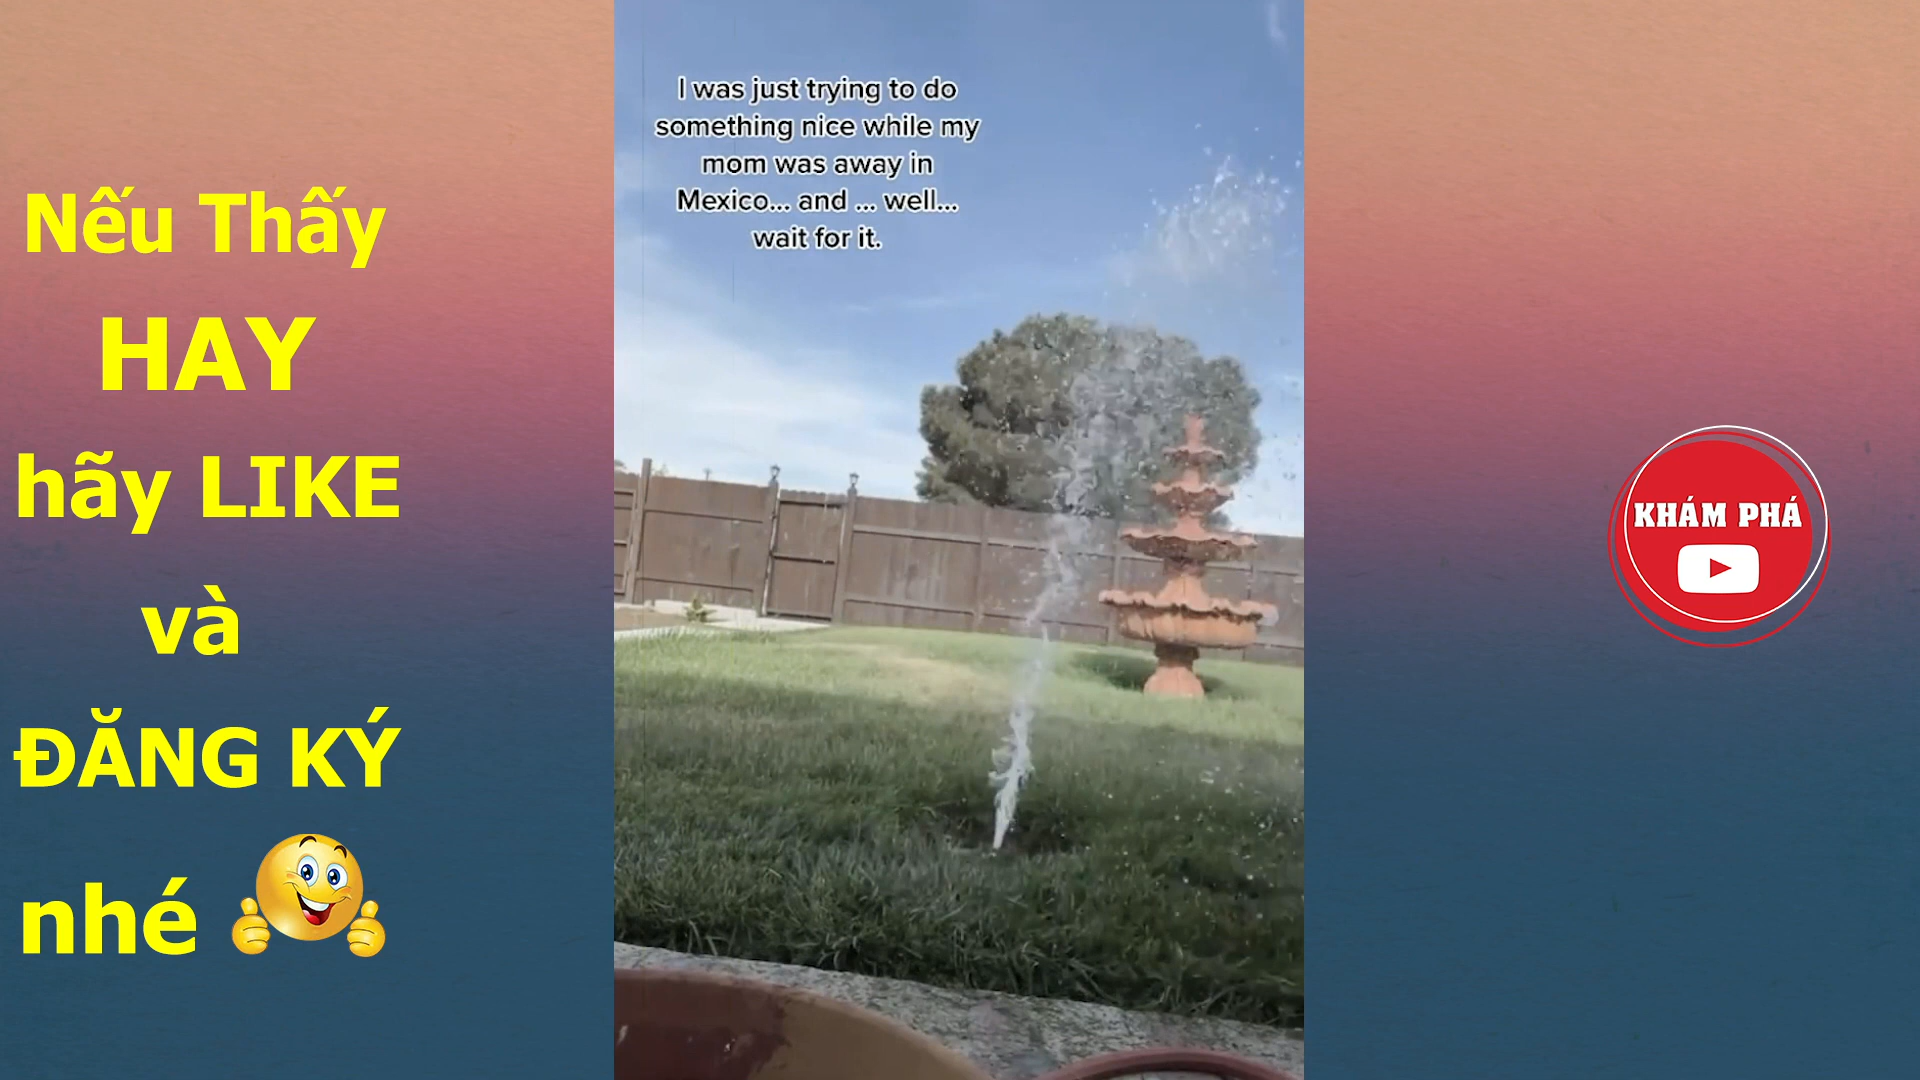 Nếu Thấy
HAY
hãy LIKE
và
ĐĂNG KÝ
nhé
I was just trying to do
something nice while my
mom was away in
Mexico... and ... well...
wait for it.
KHÁM PHÁ